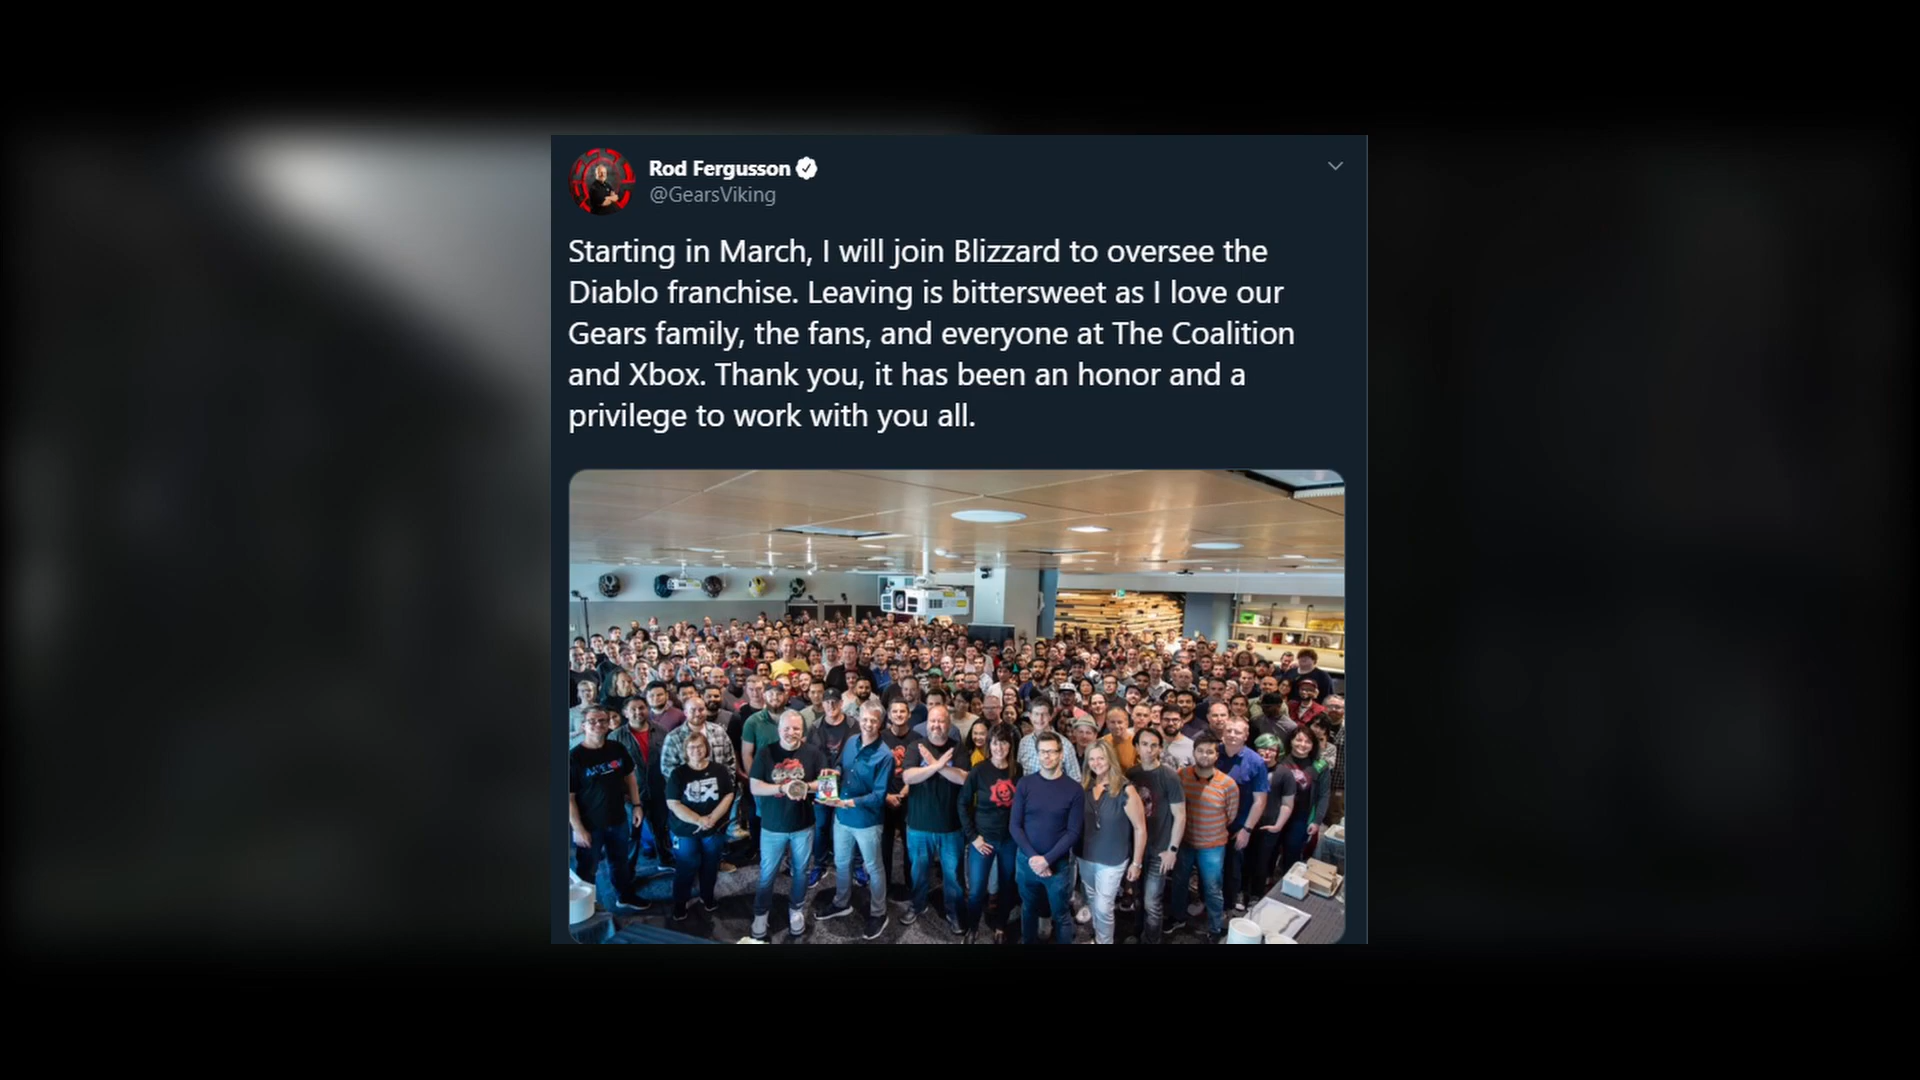 Rod Fergusson
@GearsViking
Starting in March, I will join Blizzard to oversee the
Diablo franchise. Leaving is bittersweet as I love our
Gears family, the fans, and everyone at The Coalition
and Xbox. Thank you, it has been an honor and a
privilege to work with you all.